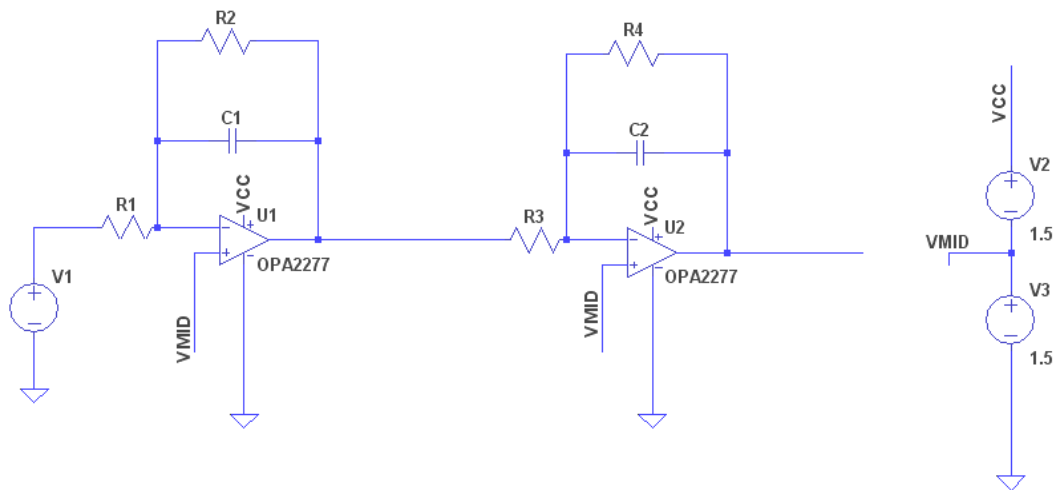 R2
R4
C1
C2
VCC
R1
U1
OPA2277
V1
VMID
R3
VCC
U2
OPA2277
VMID
VCC
V2
1.5
VMID
V3
1.5